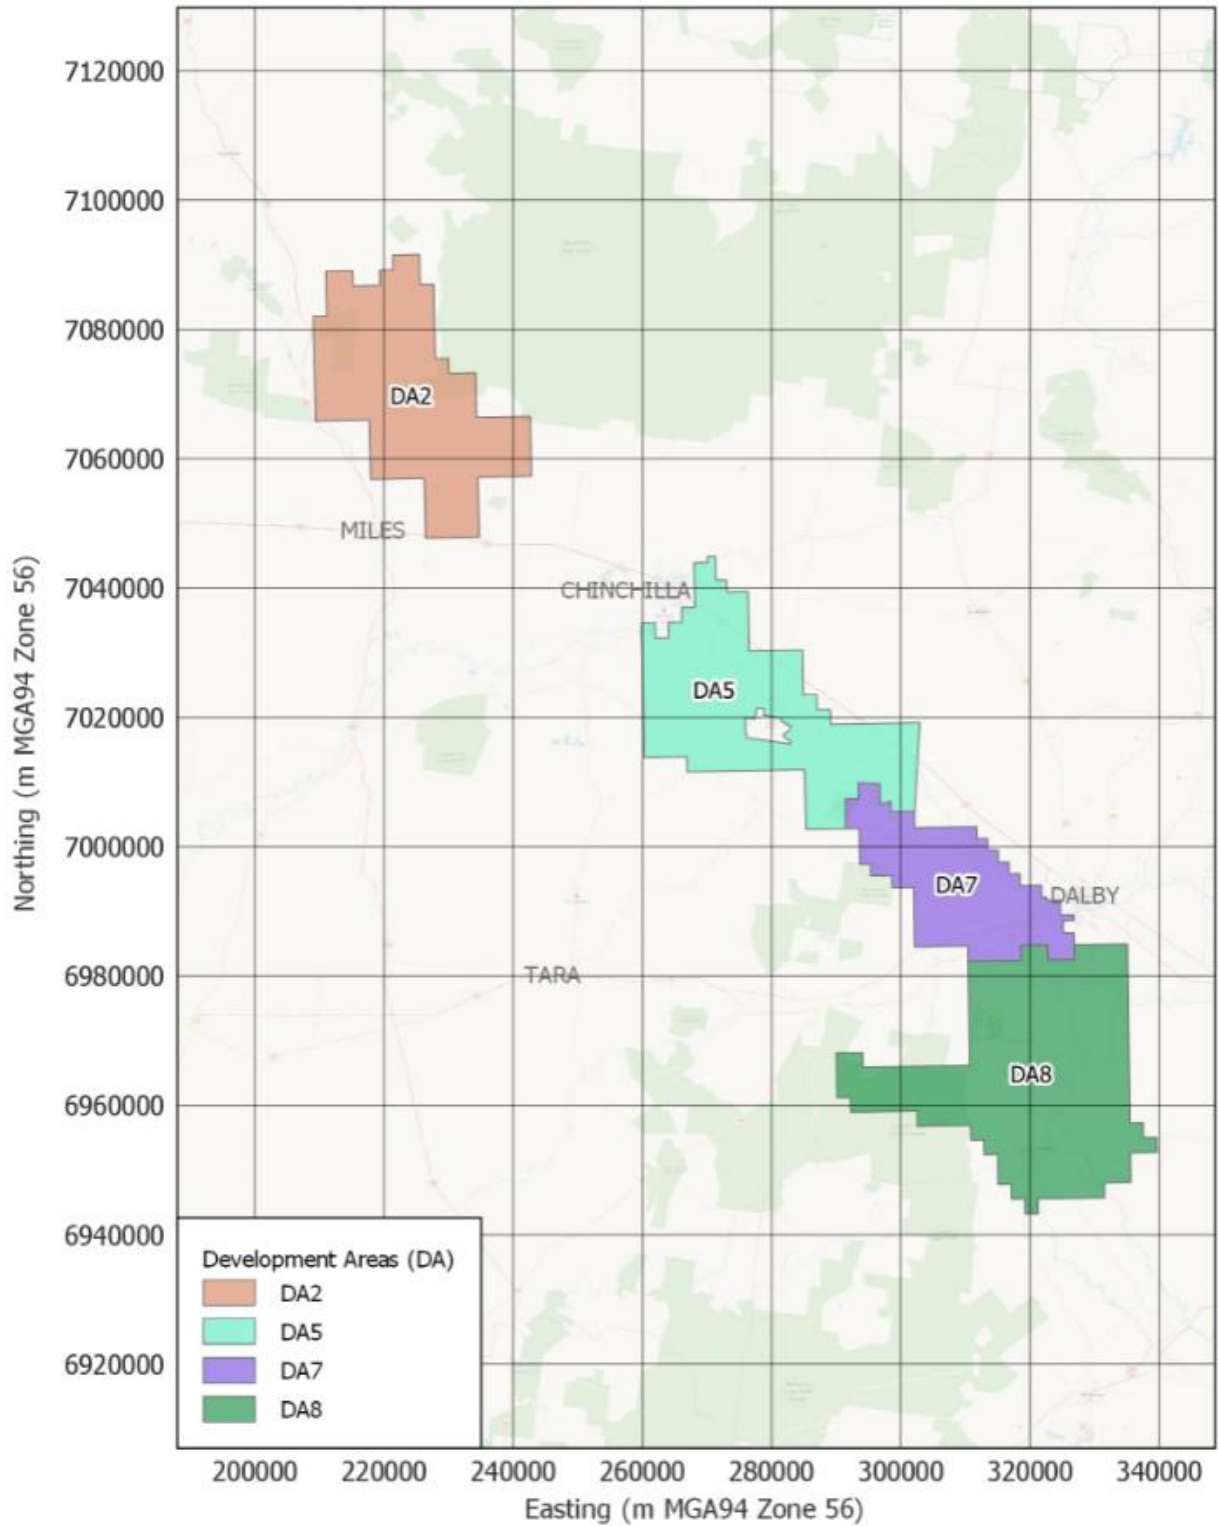 7120000
7100000
7080000
DA2
7060000
MILES
7040000
CHINCHILLA
DA5
7020000
7000000
DA7
DALBY
6980000
TARA
DA8
6960000
6940000
6920000
Northing (m MGA94 Zone 56)
Development Areas (DA)
DA2
DA5
DA7
DA8
200000 220000 240000 260000 280000 300000 320000 340000
Easting (m MGA94 Zone 56)